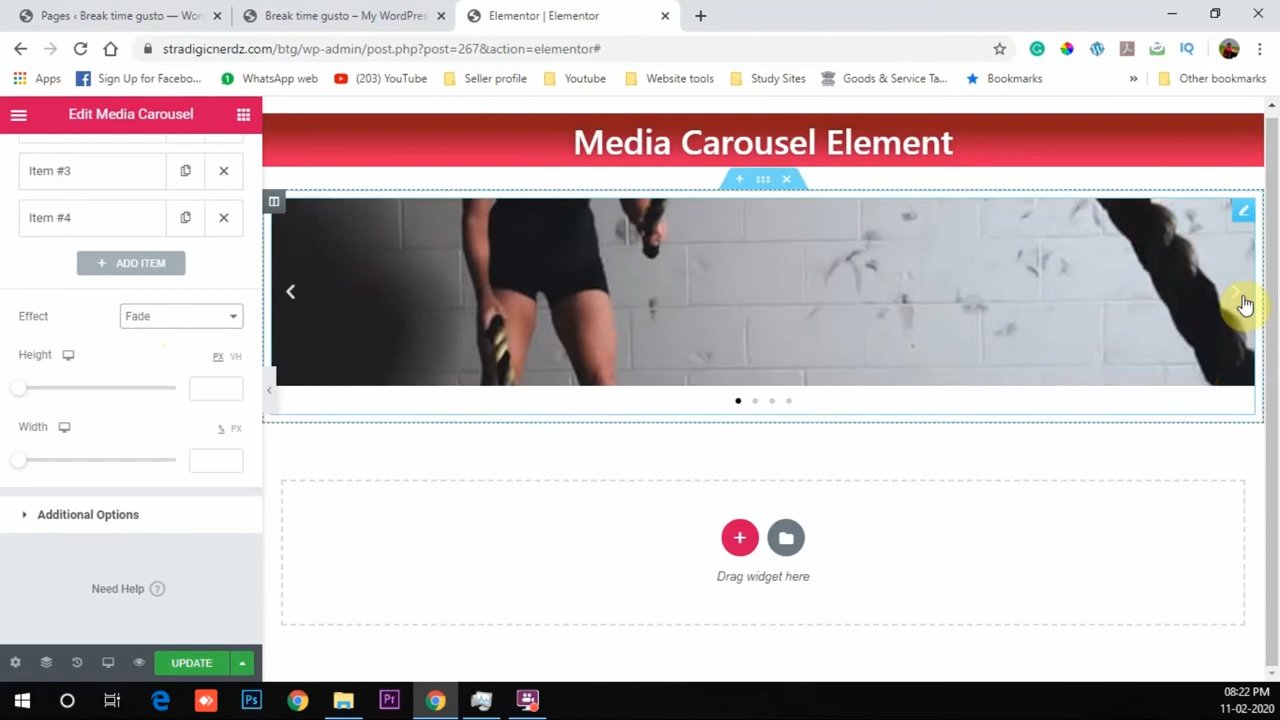 Pages ‹ Break time gusto — Wor
Break time gusto – My WordPres
Elementor | Elementor
stradigicnerdz.com/btg/wp-admin/post.php?post=267&action=elementor#
Apps
Sign Up for Facebo...
WhatsApp web
(203) YouTube
Seller profile
Youtube
Website tools
Study Sites
Goods & Service Ta...
Bookmarks
»
Other bookmarks
Edit Media Carousel
Media Carousel Element
Item #3
Item #4
+ ADD ITEM
Effect
Fade
Height
PX VH
Width
% PX
Additional Options
Need Help ?
Drag widget here
UPDATE
08:22 PM
11-02-2020